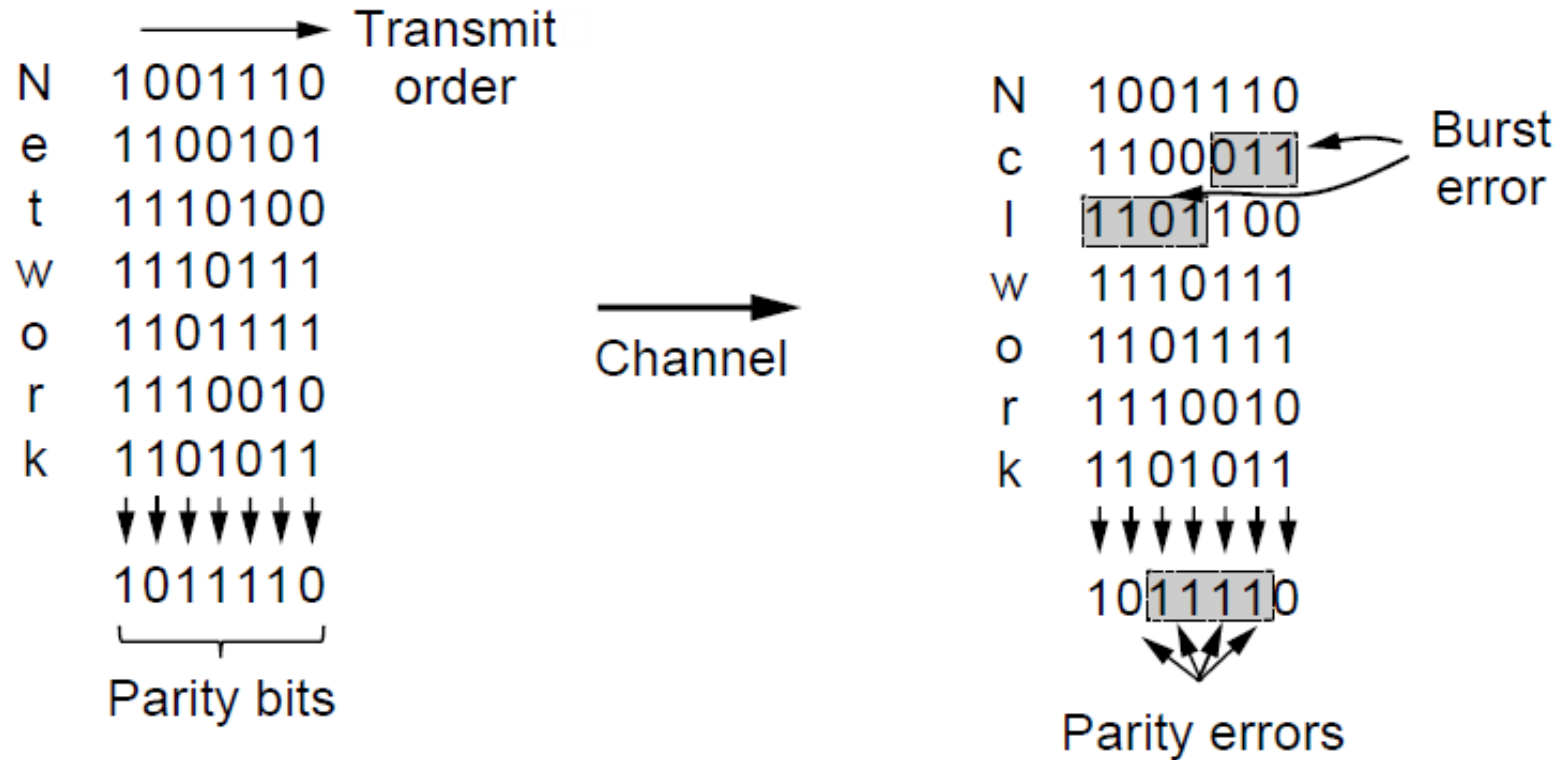 Transmit
order
N 1001110
e 1100101
t 1110100
w 1110111
o 1101111
r 1110010
k 1101011
1011110
Parity bits
Channel
N 1001110
c 1100011
l 1101100
w 1110111
o 1101111
r 1110010
k 1101011
1011110
Burst
error
Parity errors